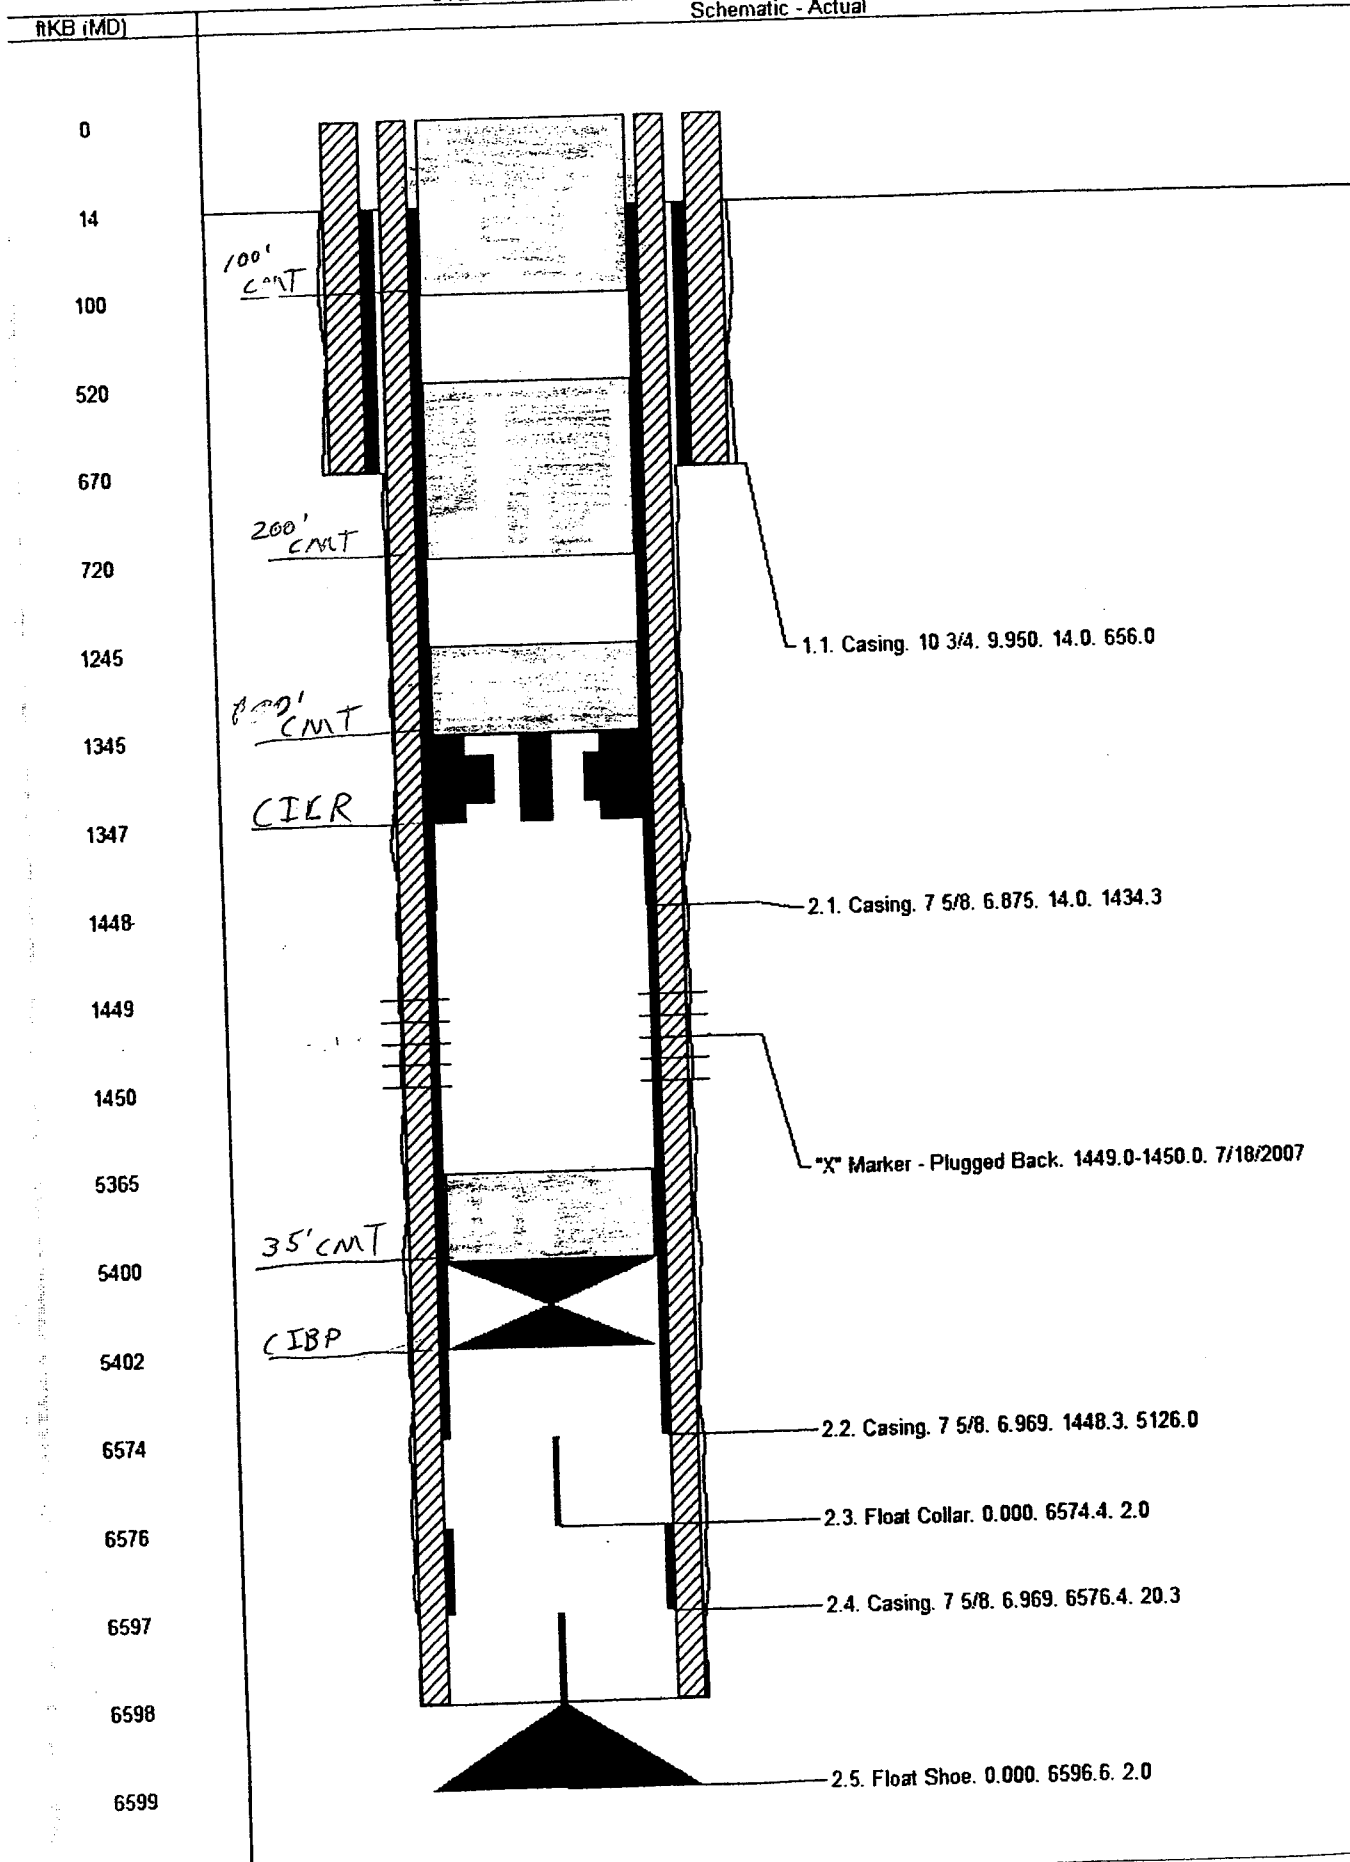 Schematic - Actual
ftKB (MD)
0
14
100'
CMT
100
520
670
200'
CMT
720
1.1. Casing. 10 3/4. 9.950. 14.0. 656.0
1245
CMT
1345
CICR
1347
2.1. Casing. 7 5/8. 6.875. 14.0. 1434.3
1448
1449
1450
"X" Marker - Plugged Back. 1449.0-1450.0. 7/18/2007
5365
35' CMT
5400
CIBP
5402
2.2. Casing. 7 5/8. 6.969. 1448.3. 5126.0
6574
2.3. Float Collar. 0.000. 6574.4. 2.0
6576
2.4. Casing. 7 5/8. 6.969. 6576.4. 20.3
6597
6598
2.5. Float Shoe. 0.000. 6596.6. 2.0
6599